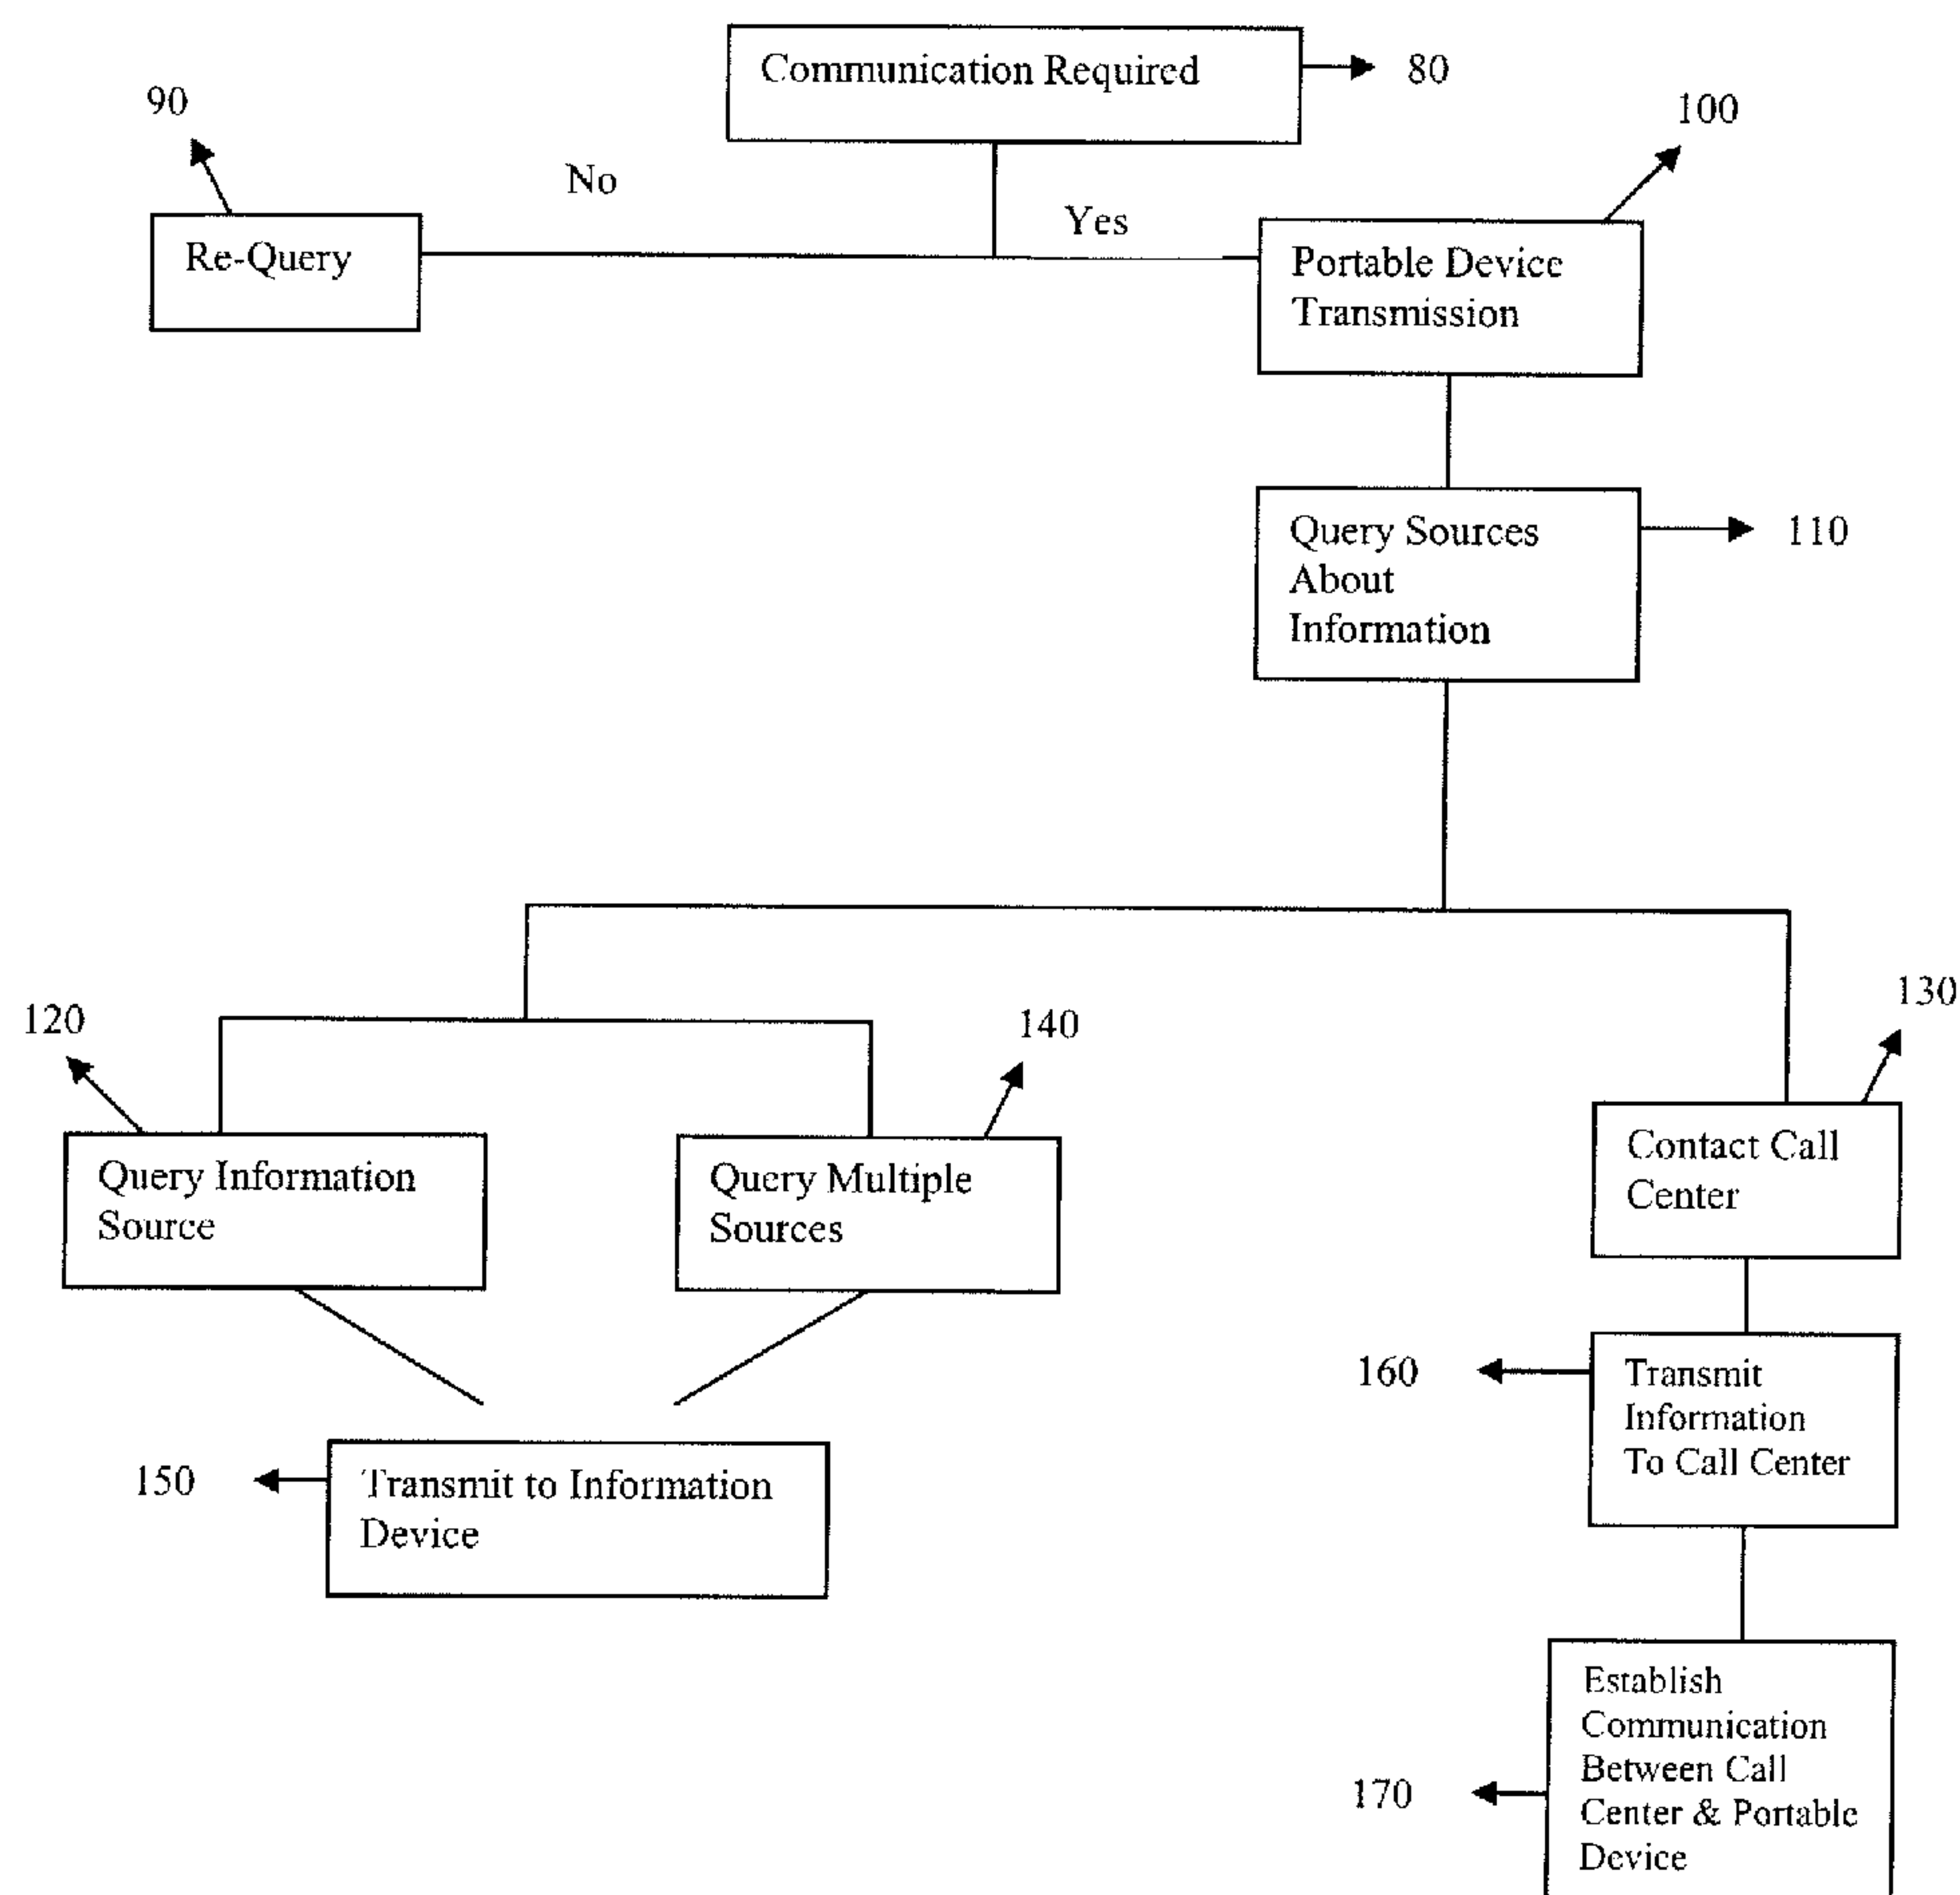 Communication Required
80
90
100
No
Yes
Re-Query
Portable Device
Transmission
Query Sources
About
Information
110
120
140
130
Query Information
Source
Query Multiple
Sources
Contact Call
Center
160
Transmit
Information
To Call Center
150
Transmit to Information
Device
170
Establish
Communication
Between Call
Center & Portable
Device